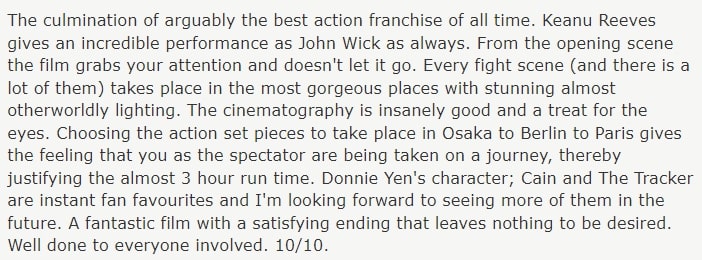 The culmination of arguably the best action franchise of all time. Keanu Reeves
gives an incredible performance as John Wick as always. From the opening scene
the film grabs your attention and doesn't let it go. Every fight scene (and there is a
lot of them) takes place in the most gorgeous places with stunning almost
otherworldly lighting. The cinematography is insanely good and a treat for the
eyes. Choosing the action set pieces to take place in Osaka to Berlin to Paris gives
the feeling that you as the spectator are being taken on a journey, thereby
justifying the almost 3 hour run time. Donnie Yen's character; Cain and The Tracker
are instant fan favourites and I'm looking forward to seeing more of them in the
future. A fantastic film with a satisfying ending that leaves nothing to be desired.
Well done to everyone involved. 10/10.